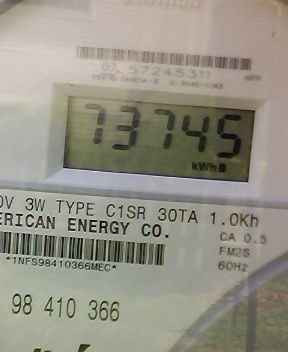 07. 57245311
73745
kWh
0V 3W TYPE C1SR 30TA 1.0Kh
ERICAN ENERGY CO.
CA 0.5
*1NFS98410366MEC*
FM2S
60Hz
98 410 366